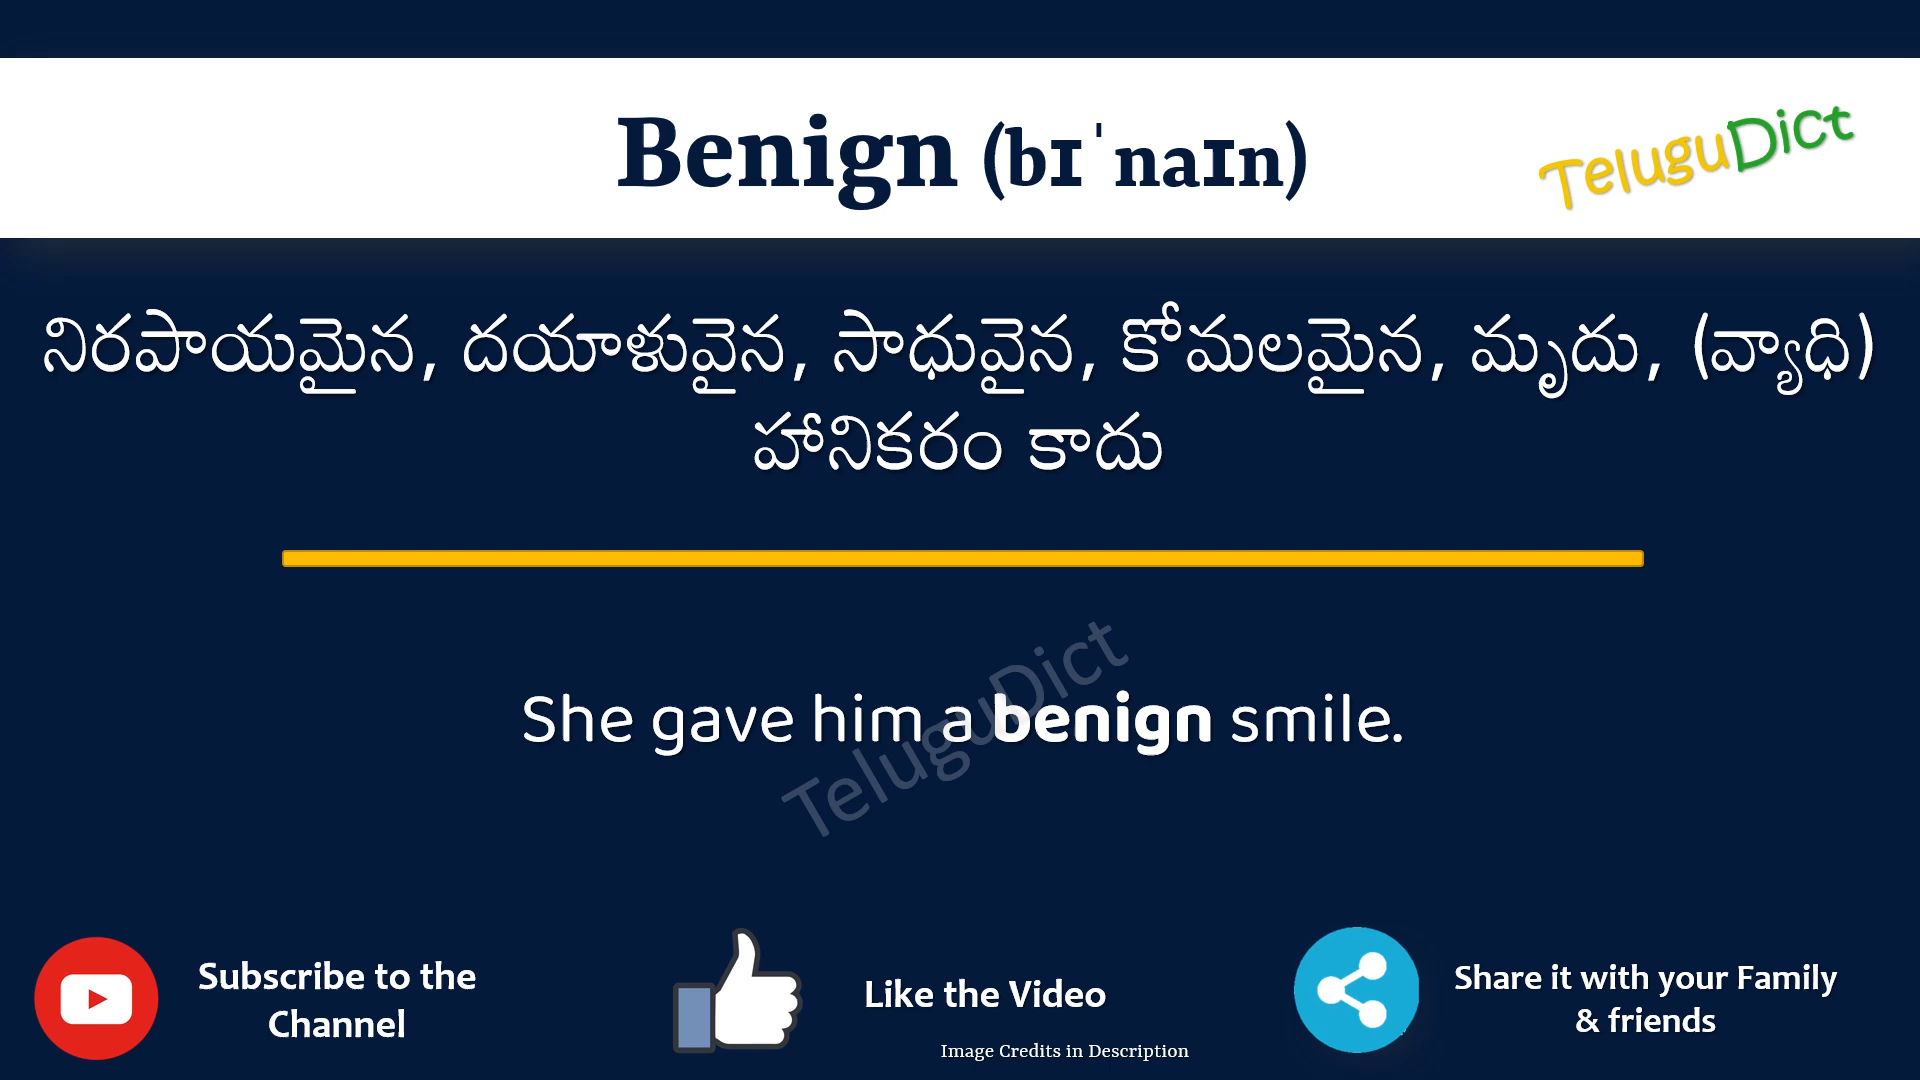 Benign (bɪˈnaɪn)
TeluguDict
నిరపాయమైన, దయాళువైన, సాధువైన, కోమలమైన, మృదు, (వ్యాధి)
హానికరం కాదు
She gave him a benign smile.
TeluguDict
Subscribe to the
Channel
Like the Video
Share it with your Family
& friends
Image Credits in Description